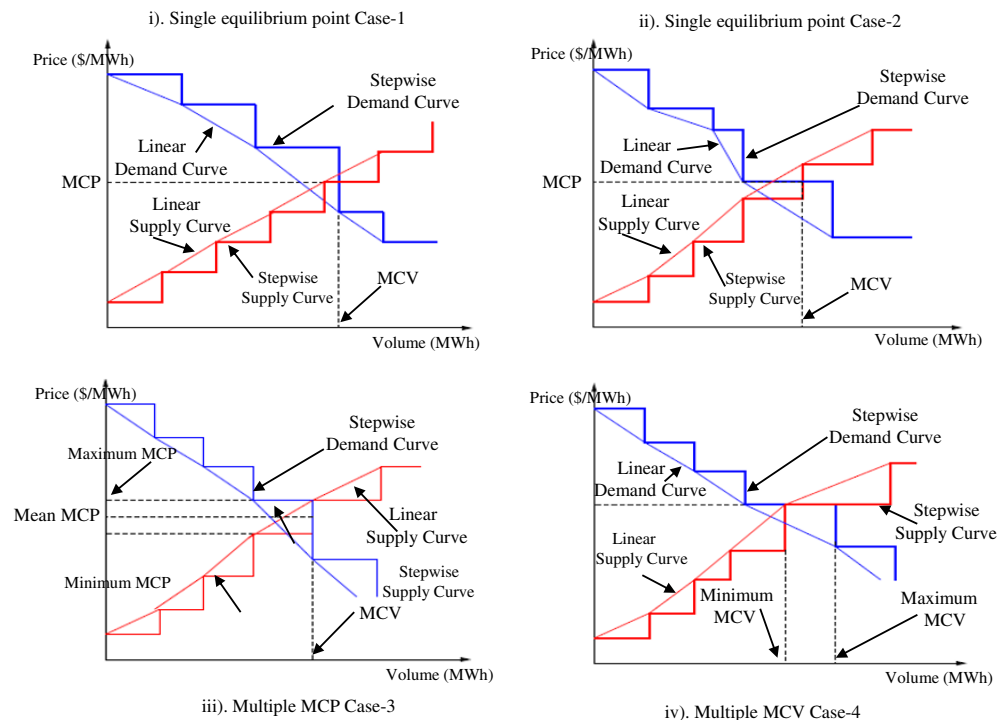 i). Single equilibrium point Case-1
Price ($/MWh)
Stepwise
Demand Curve
Linear
Demand Curve
MCP
Linear
Supply Curve
Stepwise
Supply Curve
MCV
Volume (MWh)
ii). Single equilibrium point Case-2
Price ($/MWh)
Stepwise
Demand Curve
Linear
Demand Curve
MCP
Linear
Supply Curve
Stepwise
Supply Curve
MCV
Volume (MWh)
Price ($/MWh)
Stepwise
Demand Curve
Maximum MCP
Mean MCP
Linear
Supply Curve
Minimum MCP
Stepwise
Supply Curve
MCV
Volume (MWh)
iii). Multiple MCP Case-3
Price ($/MWh)
Stepwise
Demand Curve
Linear
Demand Curve
Stepwise
Supply Curve
Linear
Supply Curve
Minimum
MCV
Maximum
MCV
Volume (MWh)
iv). Multiple MCV Case-4